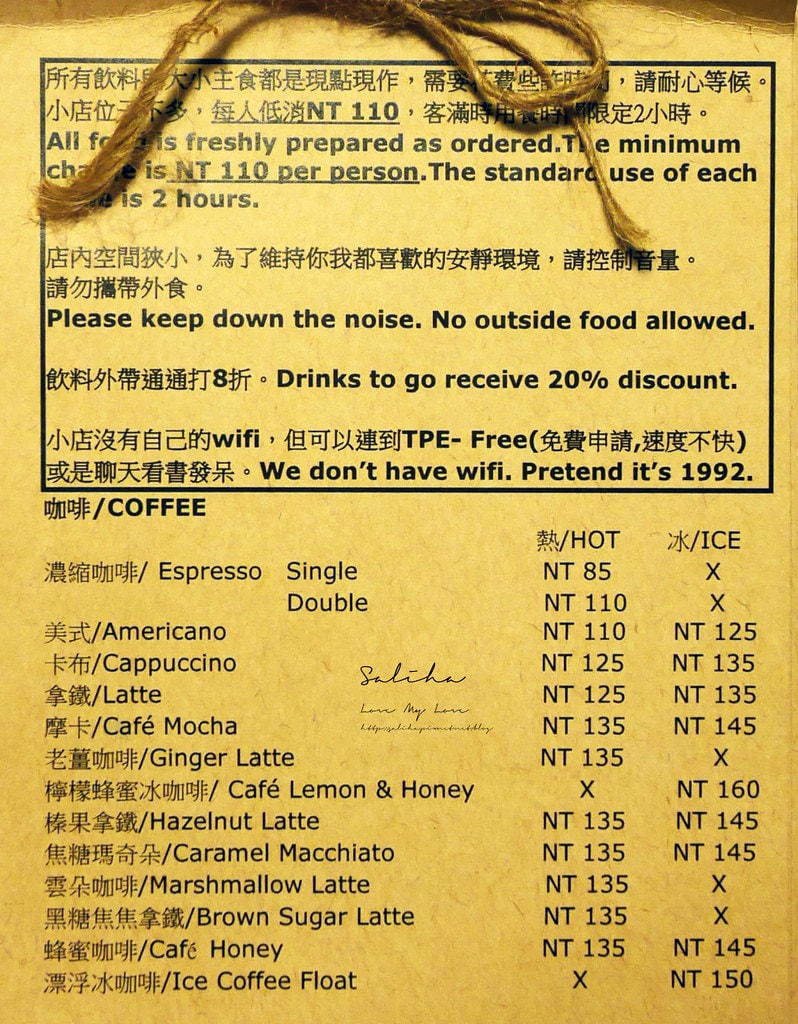 所有飲料與大小主食都是現點現作，需要花費些許時間，請耐心等候。
小店位子不多，每人低消NT 110，客滿時用餐時間限定2小時。
All food is freshly prepared as ordered.The minimum
charge is NT 110 per person.The standard use of each
is 2 hours.
店內空間狹小，為了維持你我都喜歡的安靜環境，請控制音量。
請勿攜帶外食。
Please keep down the noise. No outside food allowed.
飲料外帶通通打8折。Drinks to go receive 20% discount.
小店沒有自己的wifi，但可以連到TPE- Free(免費申請,速度不快)
或是聊天看書發呆。We don't have wifi. Pretend it's 1992.
咖啡/COFFEE
熱/HOT 冰/ICE
濃縮咖啡/ Espresso Single NT 85 X
Double NT 110 X
美式/Americano NT 110 NT 125
卡布/Cappuccino NT 125 NT 135
拿鐵/Latte NT 125 NT 135
摩卡/Café Mocha NT 135 NT 145
老薑咖啡/Ginger Latte NT 135 X
檸檬蜂蜜冰咖啡/ Café Lemon & Honey X NT 160
榛果拿鐵/Hazelnut Latte NT 135 NT 145
焦糖瑪奇朵/Caramel Macchiato NT 135 NT 145
雲朵咖啡/Marshmallow Latte NT 135 X
黑糖焦焦拿鐵/Brown Sugar Latte NT 135 X
蜂蜜咖啡/Café Honey NT 135 NT 145
漂浮冰咖啡/Ice Coffee Float X NT 150
Saliha
Love My Love